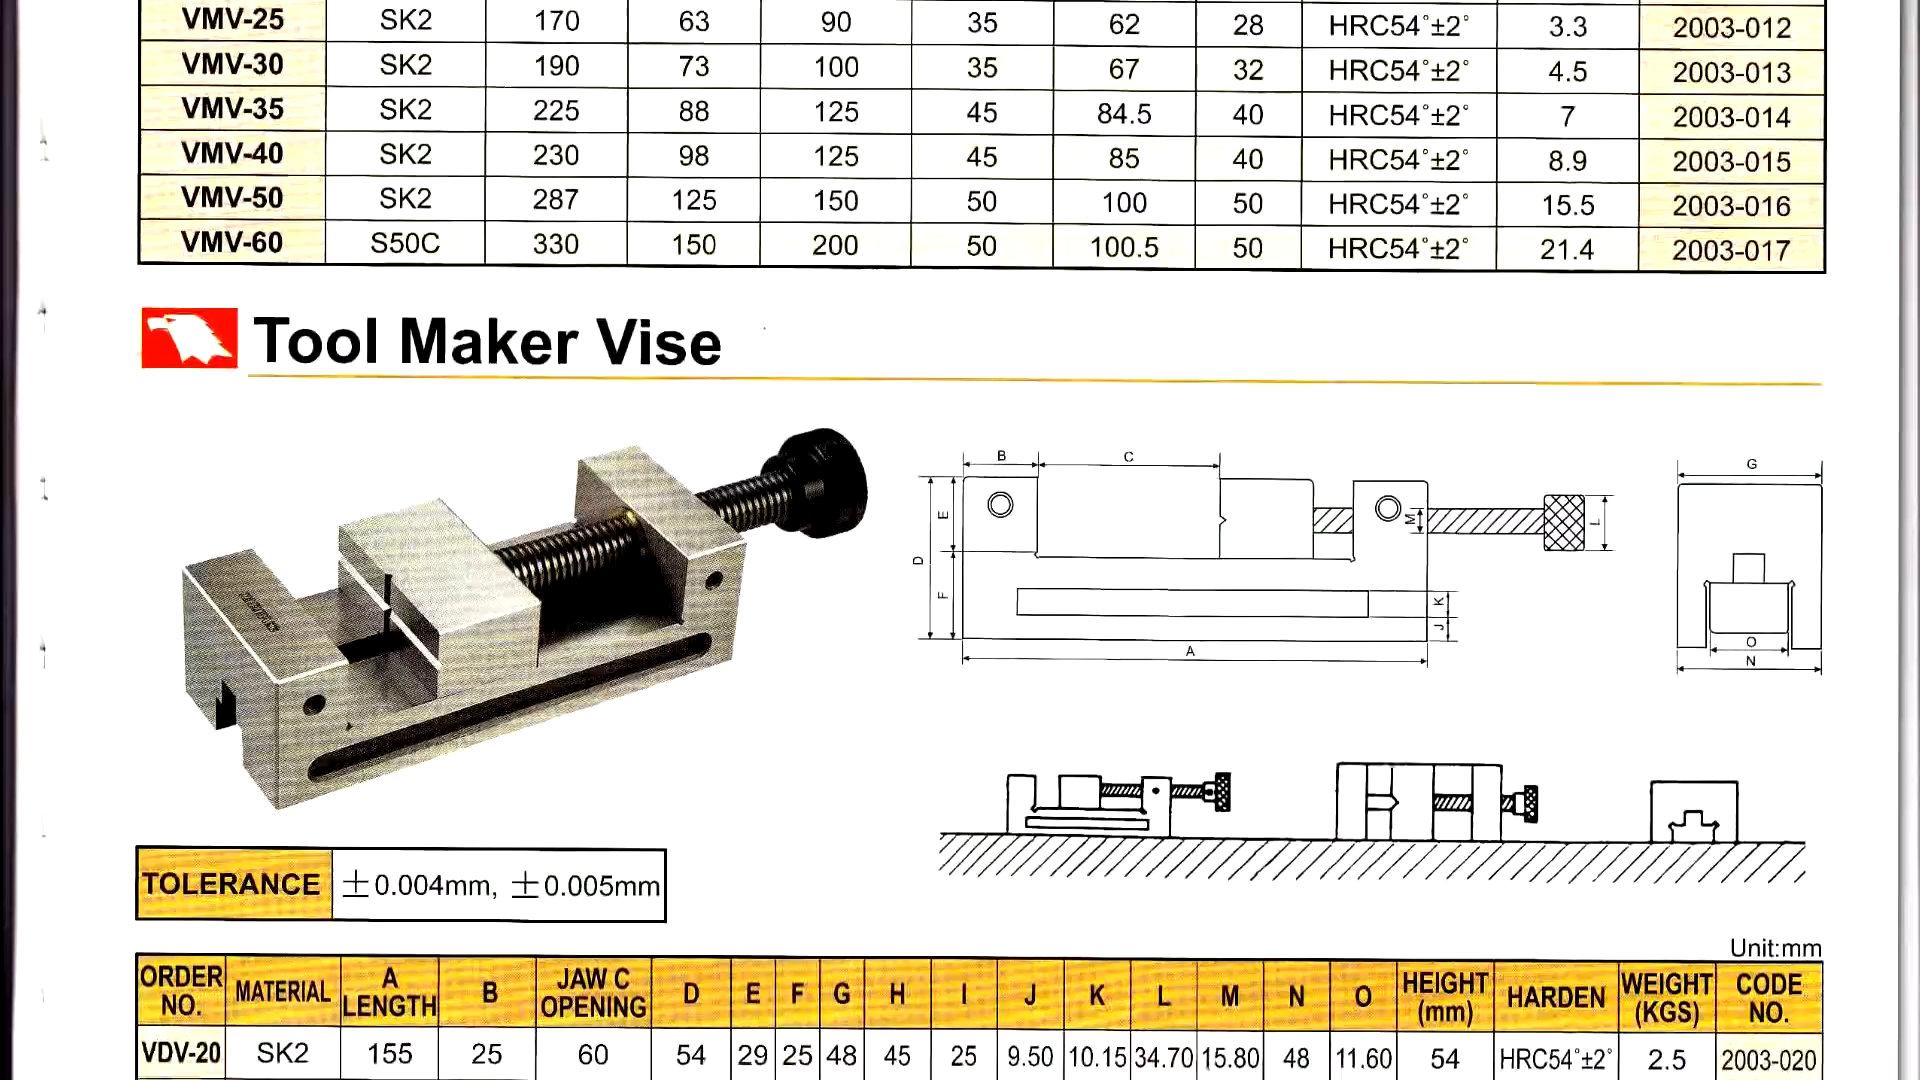 VMV-25 SK2 170 63 90 35 62 28 HRC54°±2° 3.3 2003-012
VMV-30 SK2 190 73 100 35 67 32 HRC54°±2° 4.5 2003-013
VMV-35 SK2 225 88 125 45 84.5 40 HRC54°±2° 7 2003-014
VMV-40 SK2 230 98 125 45 85 40 HRC54°±2° 8.9 2003-015
VMV-50 SK2 287 125 150 50 100 50 HRC54°±2° 15.5 2003-016
VMV-60 S50C 330 150 200 50 100.5 50 HRC54°±2° 21.4 2003-017
Tool Maker Vise
B C G
E M L
D
F K
J
A
O
N
TOLERANCE ±0.004mm, ±0.005mm
Unit:mm
ORDER NO. MATERIAL A LENGTH B JAW C OPENING D E F G H I J K L M N O HEIGHT (mm) HARDEN WEIGHT (KGS) CODE NO.
VDV-20 SK2 155 25 60 54 29 25 48 45 25 9.50 10.15 34.70 15.80 48 11.60 54 HRC54°±2° 2.5 2003-020